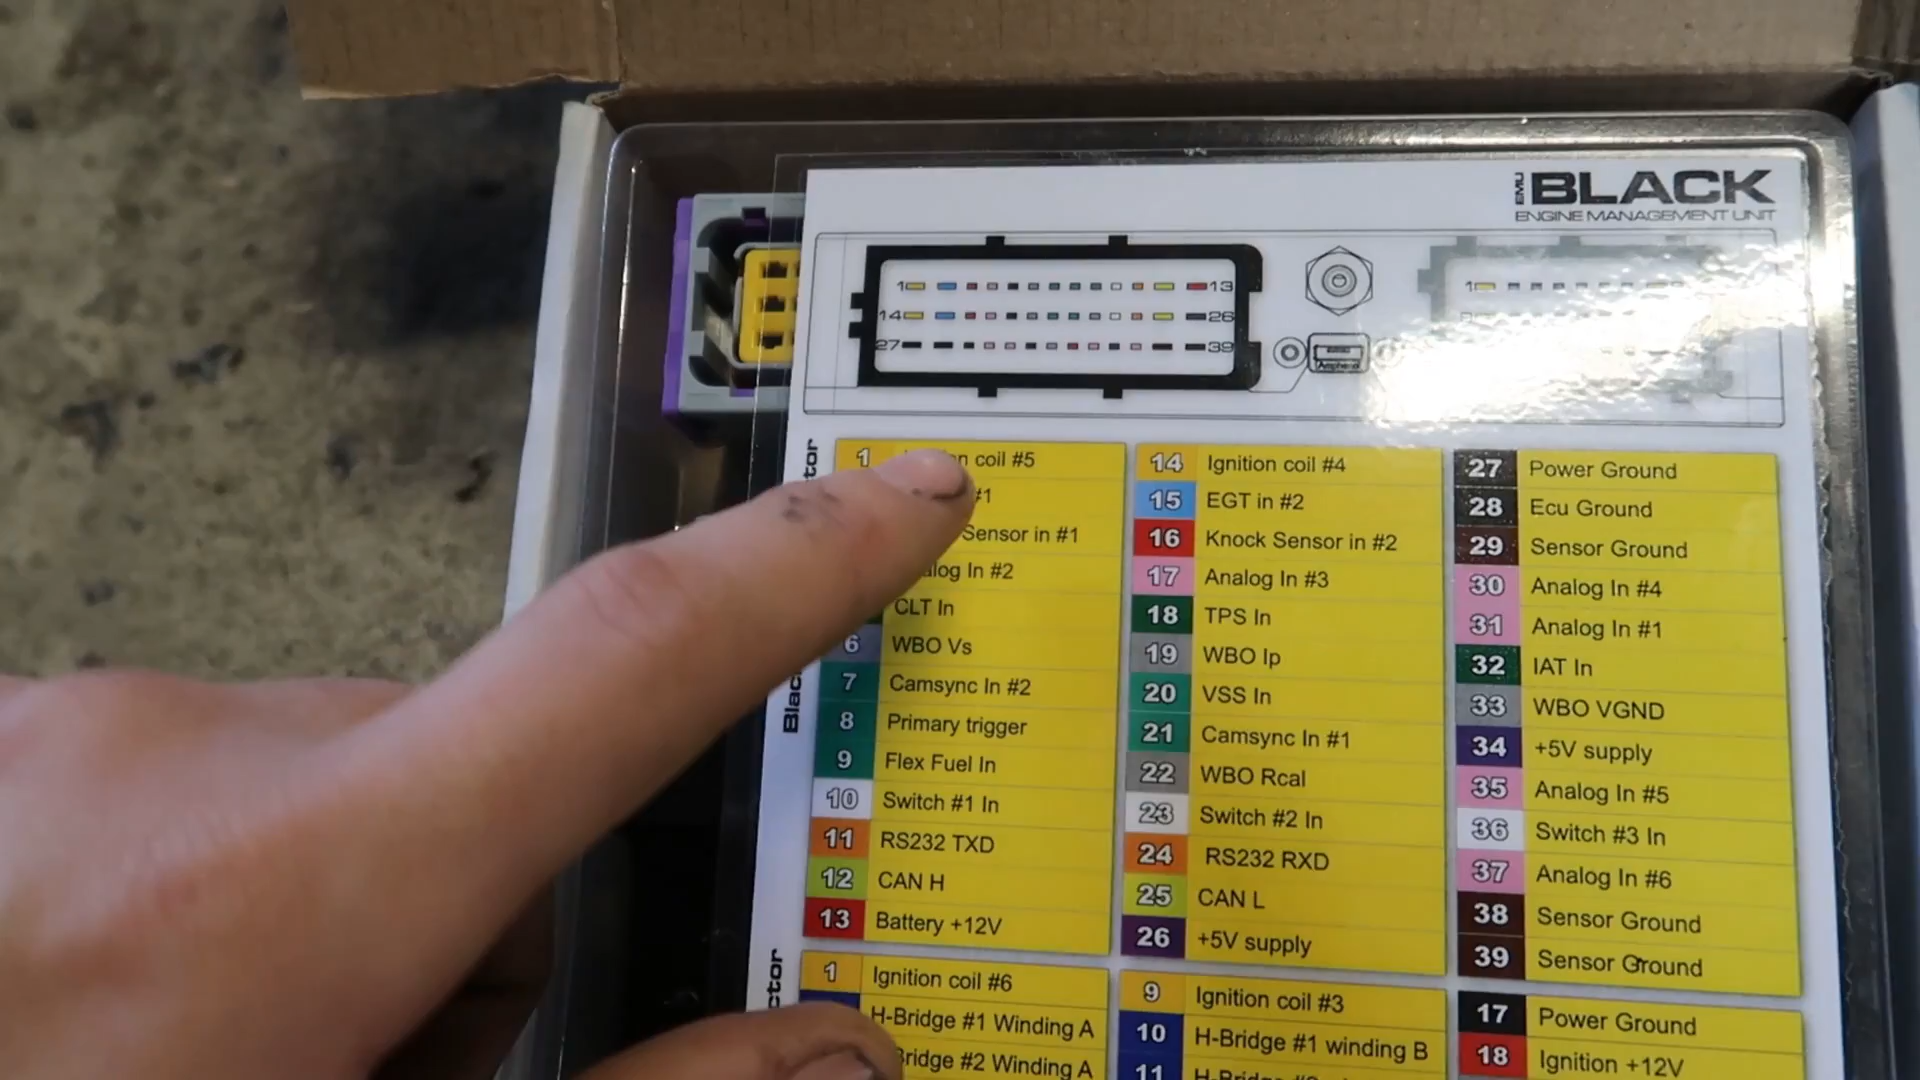 EMU BLACK
ENGINE MANAGEMENT UNIT
1 13
14 26
27 39
1
Amphenol
1 coil #5
#1
Sensor in #1
In #2
CLT In
6 WBO Vs
7 Camsync In #2
8 Primary trigger
9 Flex Fuel In
10 Switch #1 In
11 RS232 TXD
12 CAN H
13 Battery +12V
14 Ignition coil #4
15 EGT in #2
16 Knock Sensor in #2
17 Analog In #3
18 TPS In
19 WBO Ip
20 VSS In
21 Camsync In #1
22 WBO Rcal
23 Switch #2 In
24 RS232 RXD
25 CAN L
26 +5V supply
27 Power Ground
28 Ecu Ground
29 Sensor Ground
30 Analog In #4
31 Analog In #1
32 IAT In
33 WBO VGND
34 +5V supply
35 Analog In #5
36 Switch #3 In
37 Analog In #6
38 Sensor Ground
39 Sensor Ground
1 Ignition coil #6
H-Bridge #1 Winding A
#2 Winding A
9 Ignition coil #3
10 H-Bridge #1 winding B
11
17 Power Ground
18 Ignition +12V